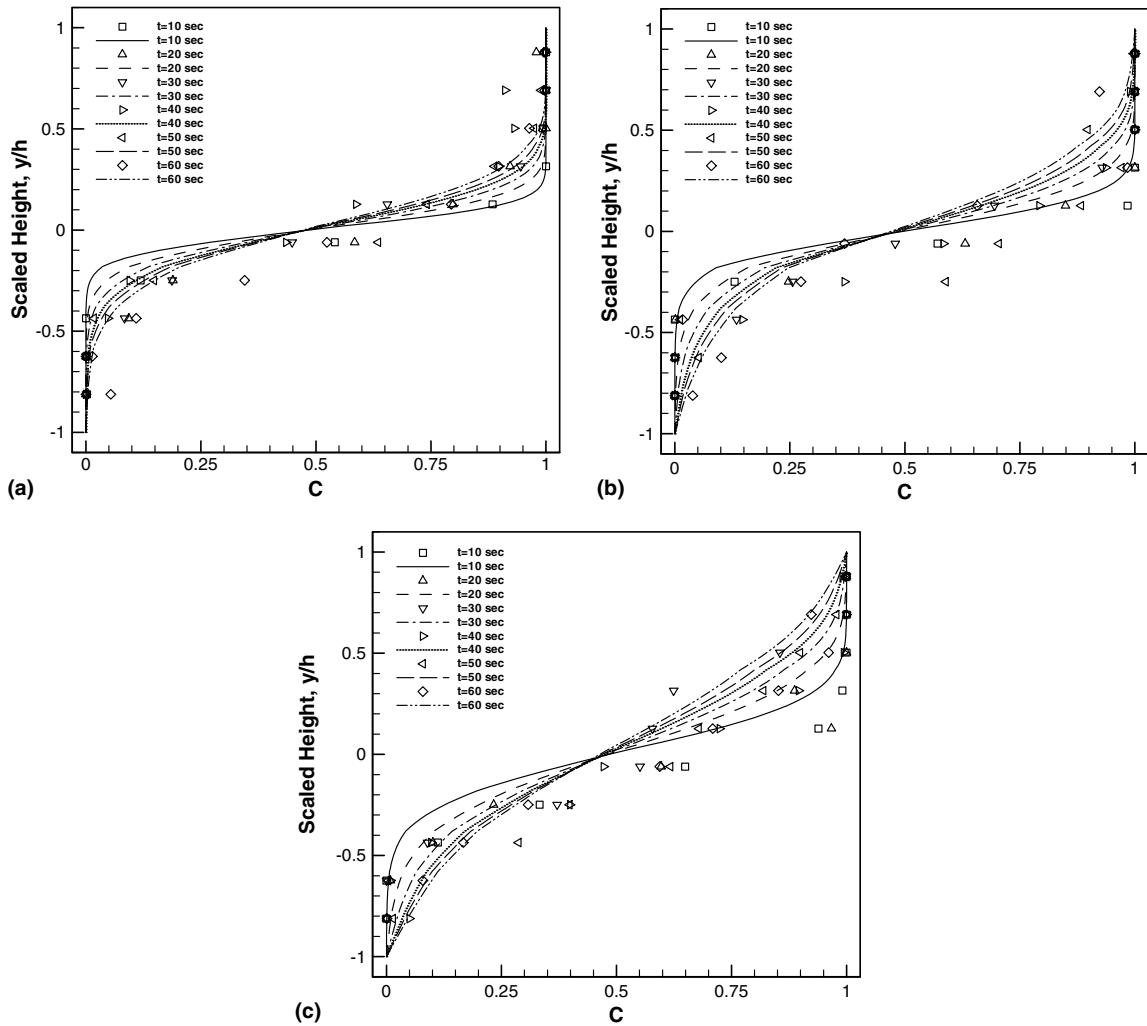 1
0.5
0
-0.5
-1
Scaled Height, y/h
t=10 sec
t=10 sec
t=20 sec
t=20 sec
t=30 sec
t=30 sec
t=40 sec
t=40 sec
t=50 sec
t=50 sec
t=60 sec
t=60 sec
0 0.25 0.5 0.75 1
C
(a)
1
0.5
0
-0.5
-1
Scaled Height, y/h
t=10 sec
t=10 sec
t=20 sec
t=20 sec
t=30 sec
t=30 sec
t=40 sec
t=40 sec
t=50 sec
t=50 sec
t=60 sec
t=60 sec
0 0.25 0.5 0.75 1
C
(b)
1
0.5
0
-0.5
-1
Scaled Height, y/h
t=10 sec
t=10 sec
t=20 sec
t=20 sec
t=30 sec
t=30 sec
t=40 sec
t=40 sec
t=50 sec
t=50 sec
t=60 sec
t=60 sec
0 0.25 0.5 0.75 1
C
(c)